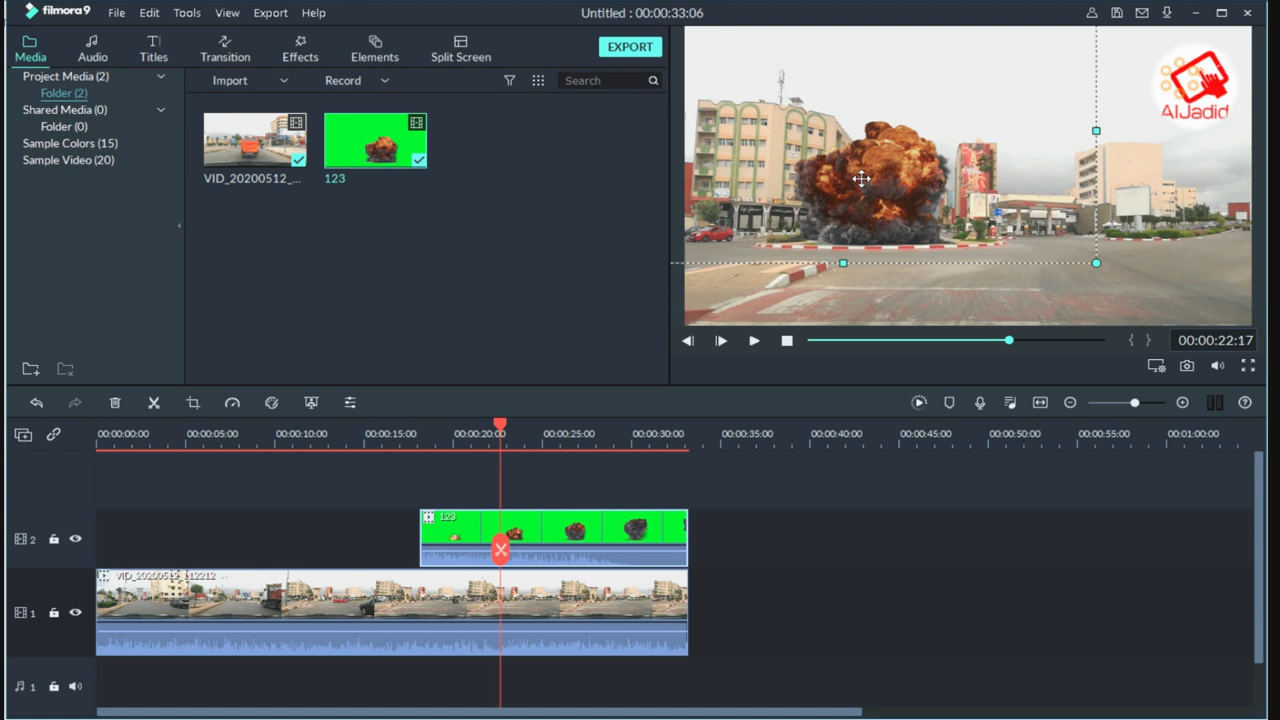 filmora9 File Edit Tools View Export Help Untitled : 00:00:33:06
Media Audio Titles Transition Effects Elements Split Screen EXPORT
Project Media (2)
Folder (2)
Shared Media (0)
Folder (0)
Sample Colors (15)
Sample Video (20)
Import Record Search
VID_20200512_... 123
AlJadid
{ } 00:00:22:17
00:00:00:00 00:00:05:00 00:00:10:00 00:00:15:00 00:00:20:00 00:00:25:00 00:00:30:00 00:00:35:00 00:00:40:00 00:00:45:00 00:00:50:00 00:00:55:00 00:01:00:00
2 123
1 VID_20200512_112212
1